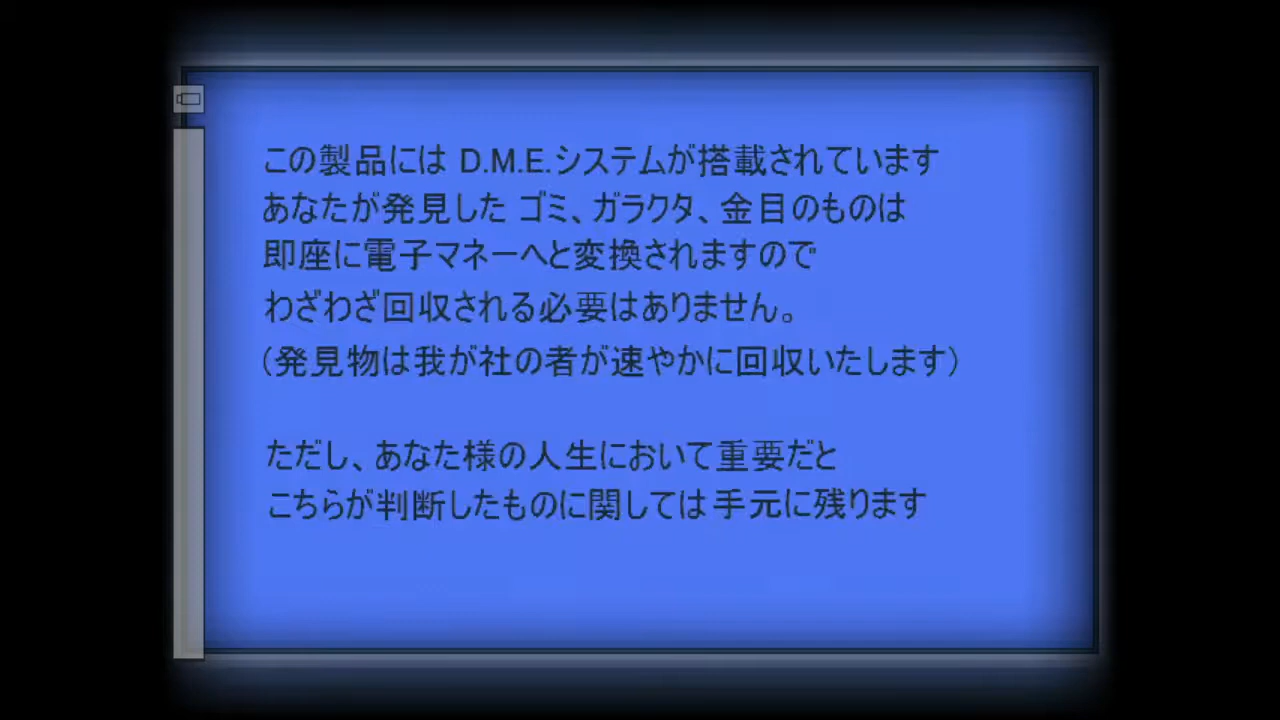 この製品には D.M.E.システムが搭載されています
あなたが発見した ゴミ、ガラクタ、金目のものは
即座に電子マネーへと変換されますので
わざわざ回収される必要はありません。
（発見物は我が社の者が速やかに回収いたします）
ただし、あなた様の人生において重要だと
こちらが判断したものに関しては手元に残ります